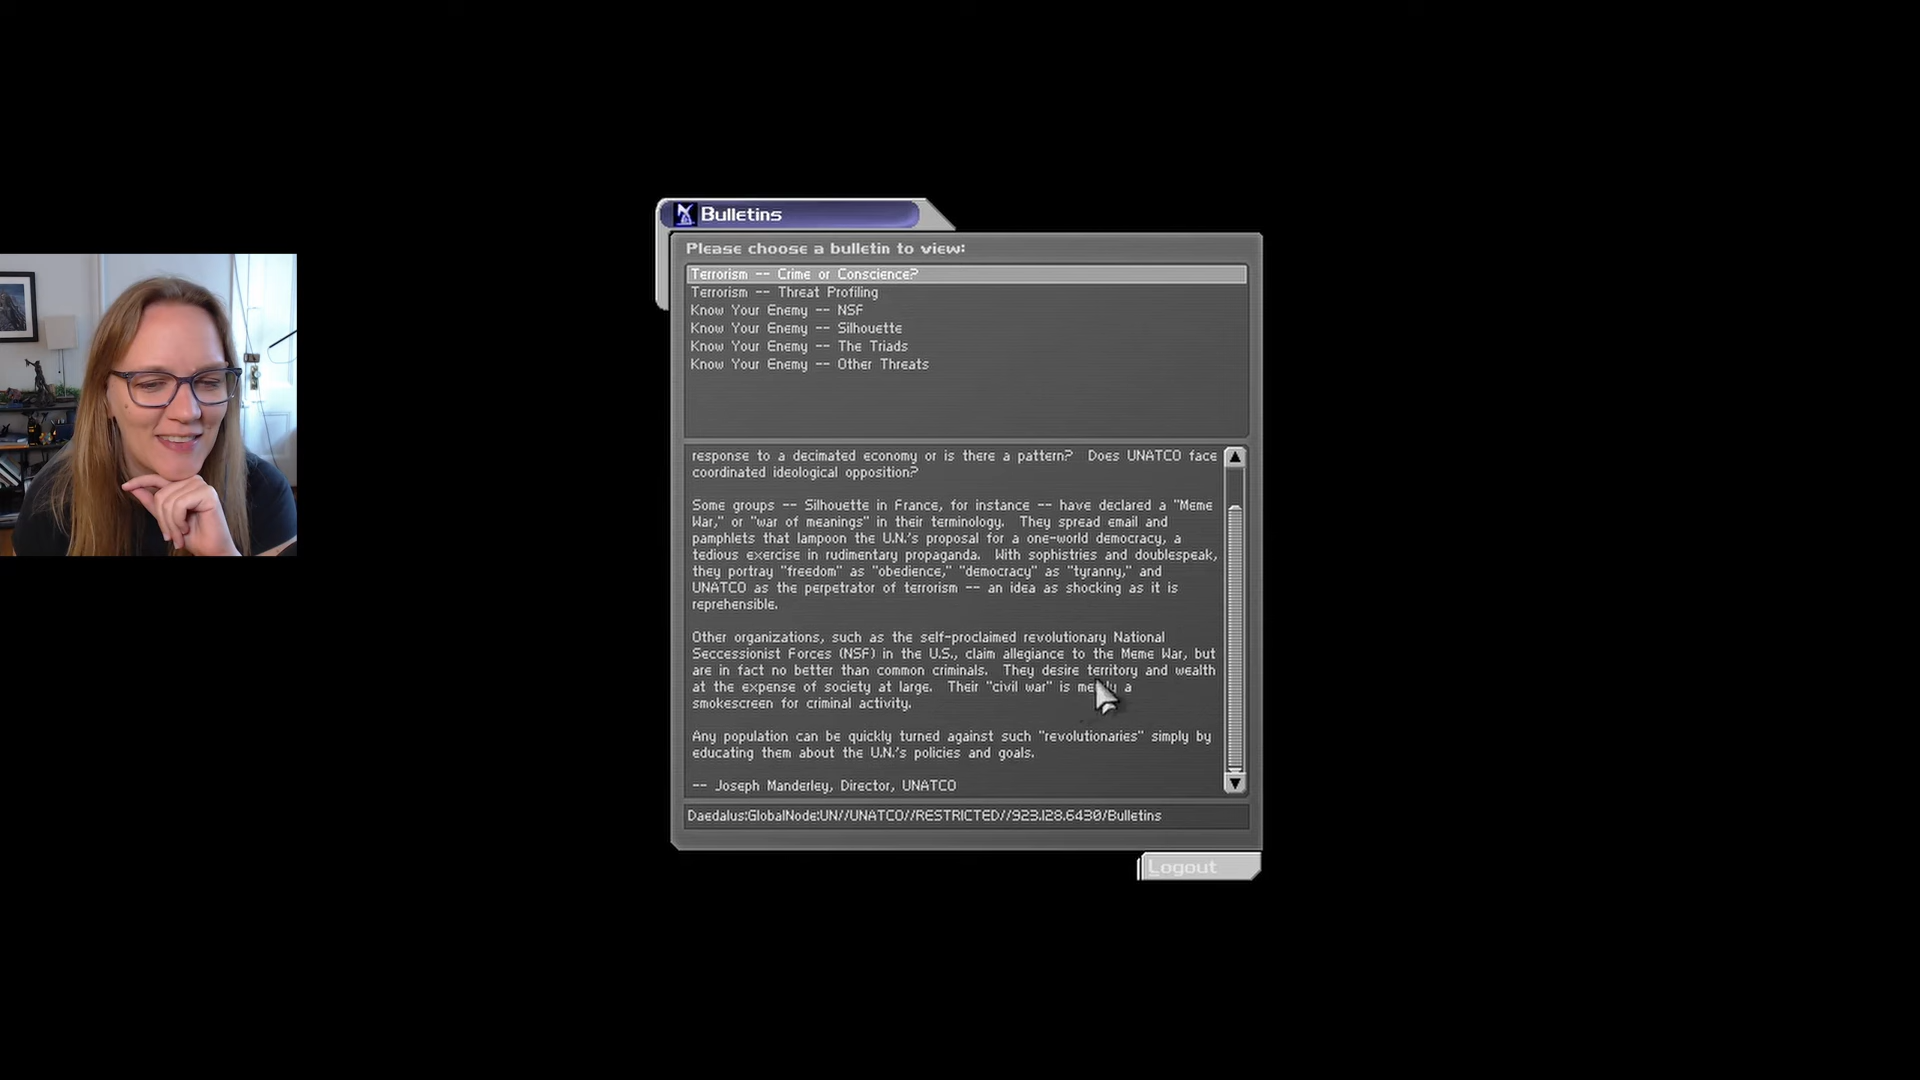 Bulletins
Please choose a bulletin to view:
Terrorism -- Crime or Conscience?
Terrorism -- Threat Profiling
Know Your Enemy -- NSF
Know Your Enemy -- Silhouette
Know Your Enemy -- The Triads
Know Your Enemy -- Other Threats
response to a decimated economy or is there a pattern? Does UNATCO face
coordinated ideological opposition?
Some groups -- Silhouette in France, for instance -- have declared a "Meme
War," or "war of meanings" in their terminology. They spread email and
pamphlets that lampoon the U.N.'s proposal for a one-world democracy, a
tedious exercise in rudimentary propaganda. With sophistries and doublespeak,
they portray "freedom" as "obedience," "democracy" as "tyranny," and
UNATCO as the perpetrator of terrorism -- an idea as shocking as it is
reprehensible.
Other organizations, such as the self-proclaimed revolutionary National
Seccessionist Forces (NSF) in the U.S., claim allegiance to the Meme War, but
are in fact no better than common criminals. They desire territory and wealth
at the expense of society at large. Their "civil war" is a
smokescreen for criminal activity.
Any population can be quickly turned against such "revolutionaries" simply by
educating them about the U.N.'s policies and goals.
-- Joseph Manderley, Director, UNATCO
Daedalus:GlobalNode:UN//UNATCO//RESTRICTED//923.128.6430/Bulletins
Logout